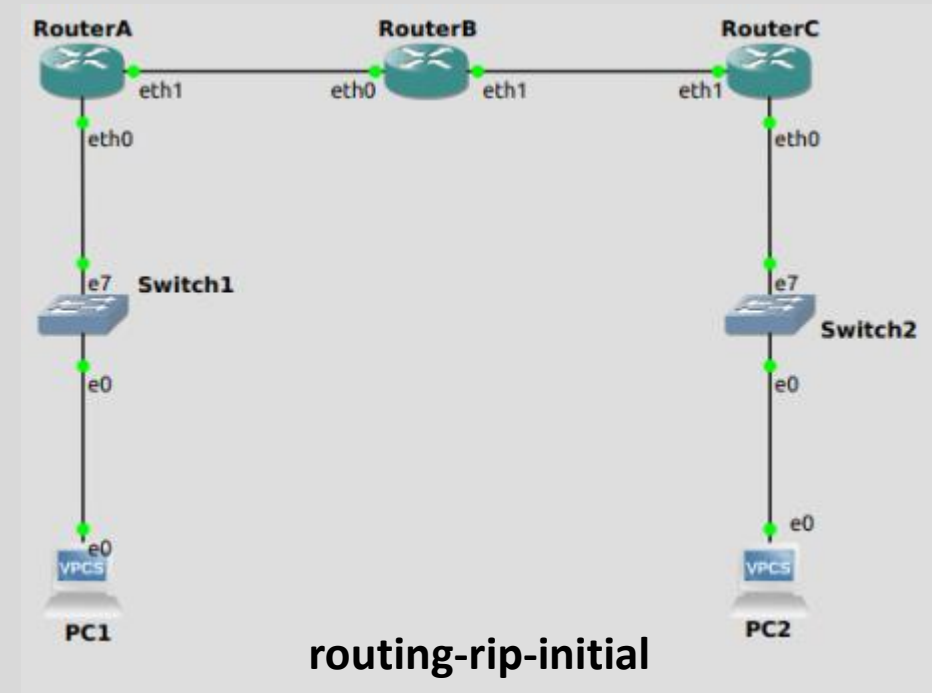 RouterA
RouterB
RouterC
eth1
eth0
eth1
eth1
eth0
eth0
e7
Switch1
e7
Switch2
e0
e0
e0
e0
VPCS
VPCS
PC1
PC2
routing-rip-initial